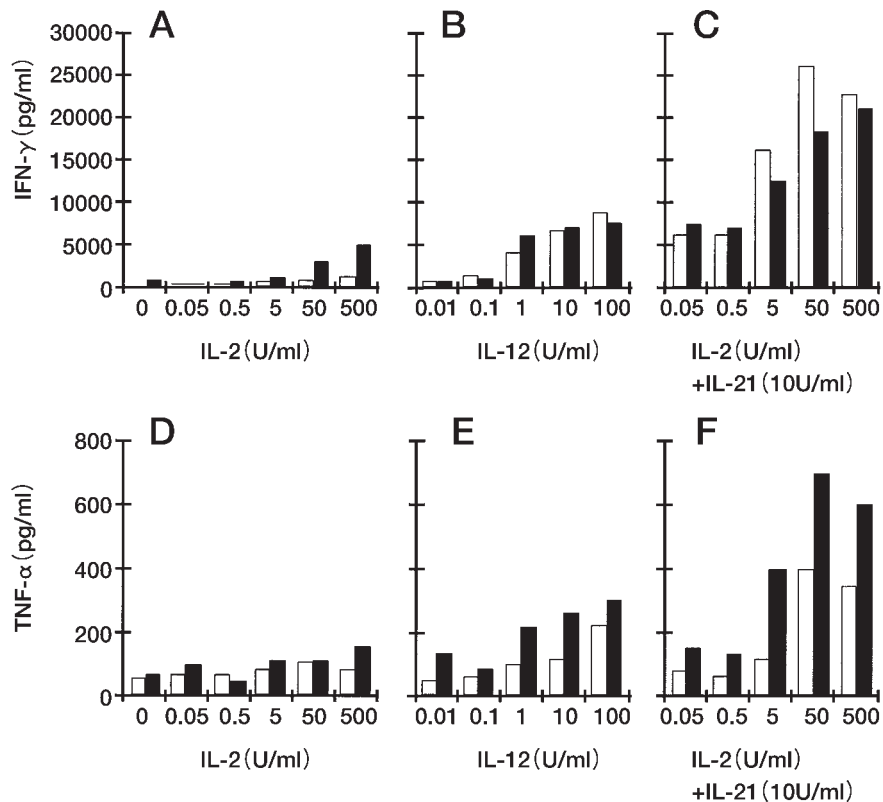 A B C
30000
25000
20000
15000
10000
5000
0
IFN-γ (pg/ml)
0 0.05 0.5 5 50 500
IL-2 (U/ml)
0.01 0.1 1 10 100
IL-12 (U/ml)
0.05 0.5 5 50 500
IL-2 (U/ml)
+IL-21 (10U/ml)
D E F
800
600
400
200
0
TNF-α (pg/ml)
0 0.05 0.5 5 50 500
IL-2 (U/ml)
0.01 0.1 1 10 100
IL-12 (U/ml)
0.05 0.5 5 50 500
IL-2 (U/ml)
+IL-21 (10U/ml)